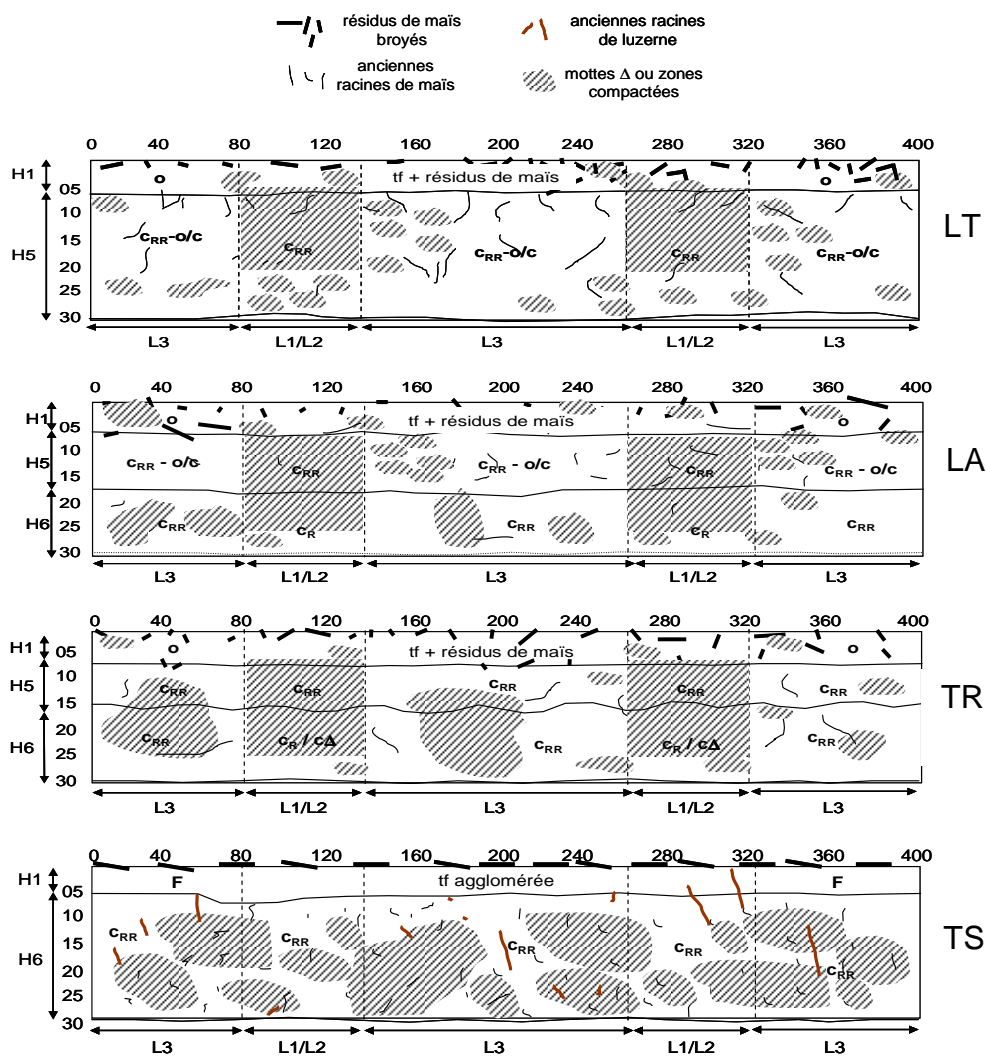 résidus de maïs
broyés
anciennes racines
de luzerne
anciennes
racines de maïs
mottes Δ ou zones
compactées
0 40 80 120 160 200 240 280 320 360 400
H1
05
o
tf + résidus de maïs
o
LT
H5
10
15
20
25
30
cRR-o/c
cRR
cRR-o/c
cRR
cRR-o/c
L3 L1/L2 L3 L1/L2 L3
0 40 80 120 160 200 240 280 320 360 400
H1
05
o
tf + résidus de maïs
o
LA
H5
10
15
cRR - o/c
cRR
cRR - o/c
cRR
cRR - o/c
H6
20
25
30
cRR
cR
cRR
cR
cRR
L3 L1/L2 L3 L1/L2 L3
0 40 80 120 160 200 240 280 320 360 400
H1
05
o
tf + résidus de maïs
o
TR
H5
10
15
cRR
cRR
cRR
cRR
cRR
H6
20
25
30
cRR
cR / cΔ
cRR
cR / cΔ
cRR
L3 L1/L2 L3 L1/L2 L3
0 40 80 120 160 200 240 280 320 360 400
H1
05
F
tf agglomérée
F
TS
H6
10
15
20
25
30
cRR
cRR
cRR
cRR
cRR
L3 L1/L2 L3 L1/L2 L3